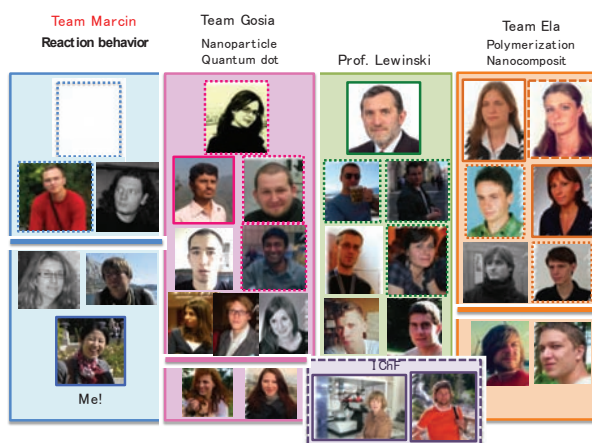 Team Marcin
Reaction behavior
Team Gosia
Nanoparticle
Quantum dot
Prof. Lewinski
Team Ela
Polymerization
Nanocomposit
Me!
IChF